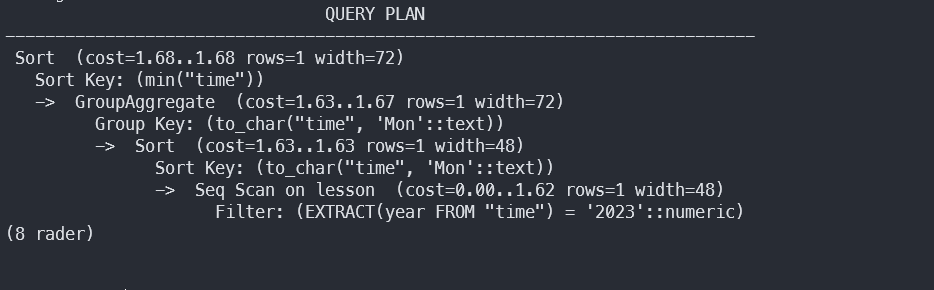 QUERY PLAN
---------------------------------------------------------------------------
Sort  (cost=1.68..1.68 rows=1 width=72)
  Sort Key: (min("time"))
  ->  GroupAggregate  (cost=1.63..1.67 rows=1 width=72)
        Group Key: (to_char("time", 'Mon'::text))
        ->  Sort  (cost=1.63..1.63 rows=1 width=48)
              Sort Key: (to_char("time", 'Mon'::text))
              ->  Seq Scan on lesson  (cost=0.00..1.62 rows=1 width=48)
                    Filter: (EXTRACT(year FROM "time") = '2023'::numeric)
(8 rader)